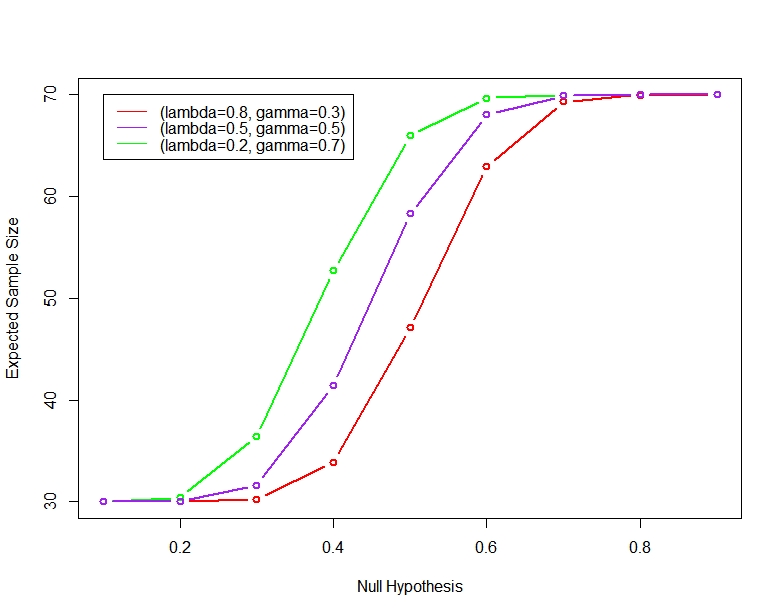 (lambda=0.8, gamma=0.3)
(lambda=0.5, gamma=0.5)
(lambda=0.2, gamma=0.7)
Expected Sample Size
70
60
50
40
30
0.2 0.4 0.6 0.8
Null Hypothesis